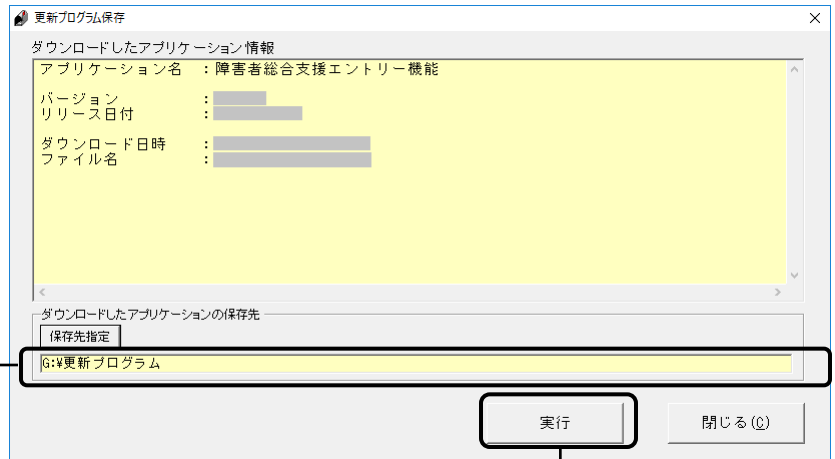 更新プログラム保存
ダウンロードしたアプリケーション情報
アプリケーション名 :障害者総合支援エントリー機能
バージョン :
リリース日付 :
ダウンロード日時 :
ファイル名 :
ダウンロードしたアプリケーションの保存先
保存先指定
G:¥更新プログラム
実行 閉じる(C)